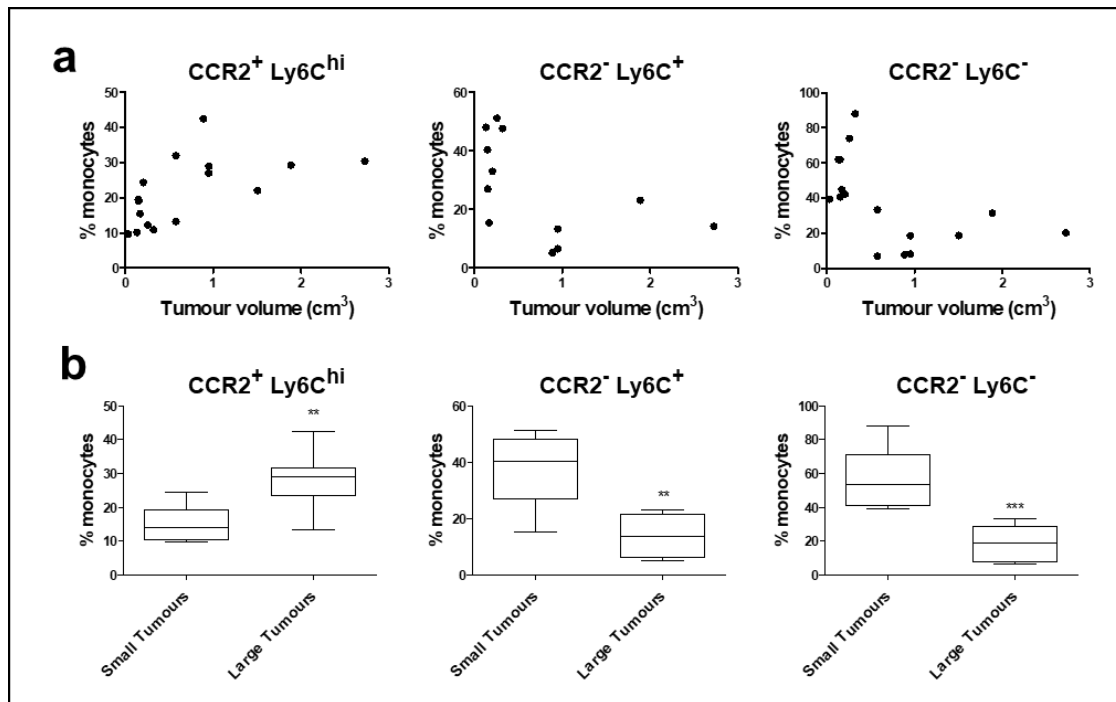 a
CCR2⁺ Ly6Cʰⁱ
CCR2⁻ Ly6C⁺
CCR2⁻ Ly6C⁻
% monocytes
50
40
30
20
10
0
0 1 2 3
Tumour volume (cm³)
% monocytes
60
40
20
0
0 1 2 3
Tumour volume (cm³)
% monocytes
100
80
60
40
20
0
0 1 2 3
Tumour volume (cm³)
b
CCR2⁺ Ly6Cʰⁱ
CCR2⁻ Ly6C⁺
CCR2⁻ Ly6C⁻
% monocytes
50
40
30
20
10
0
**
Small Tumours
Large Tumours
% monocytes
60
40
20
0
**
Small Tumours
Large Tumours
% monocytes
100
80
60
40
20
0
***
Small Tumours
Large Tumours